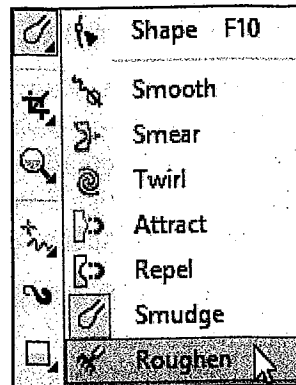 Shape F10
Smooth
Smear
Twirl
Attract
Repel
Smudge
Roughen